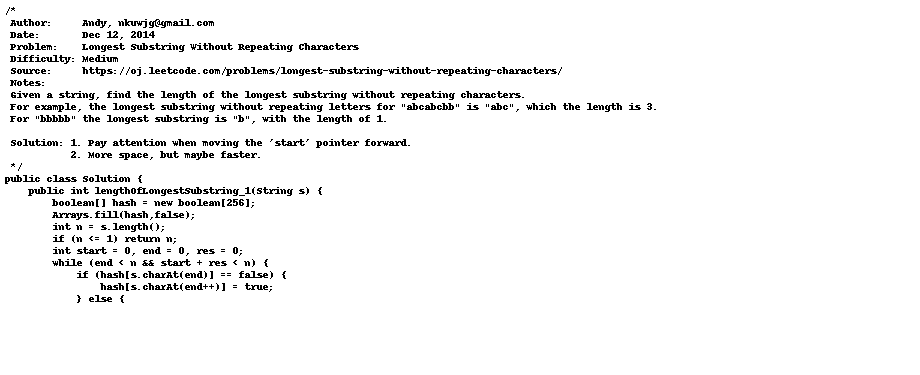 /*
 Author:     Andy, nkuwjg@gmail.com
 Date:       Dec 12, 2014
 Problem:    Longest Substring Without Repeating Characters
 Difficulty: Medium
 Source:     https://oj.leetcode.com/problems/longest-substring-without-repeating-characters/
 Notes:
 Given a string, find the length of the longest substring without repeating characters.
 For example, the longest substring without repeating letters for "abcabcbb" is "abc", which the length is 3.
 For "bbbbb" the longest substring is "b", with the length of 1.

 Solution: 1. Pay attention when moving the 'start' pointer forward.
           2. More space, but maybe faster.
 */
public class Solution {
    public int lengthOfLongestSubstring_1(String s) {
        boolean[] hash = new boolean[256];
        Arrays.fill(hash,false);
        int n = s.length();
        if (n <= 1) return n;
        int start = 0, end = 0, res = 0;
        while (end < n && start + res < n) {
            if (hash[s.charAt(end)] == false) {
                hash[s.charAt(end++)] = true;
            } else {